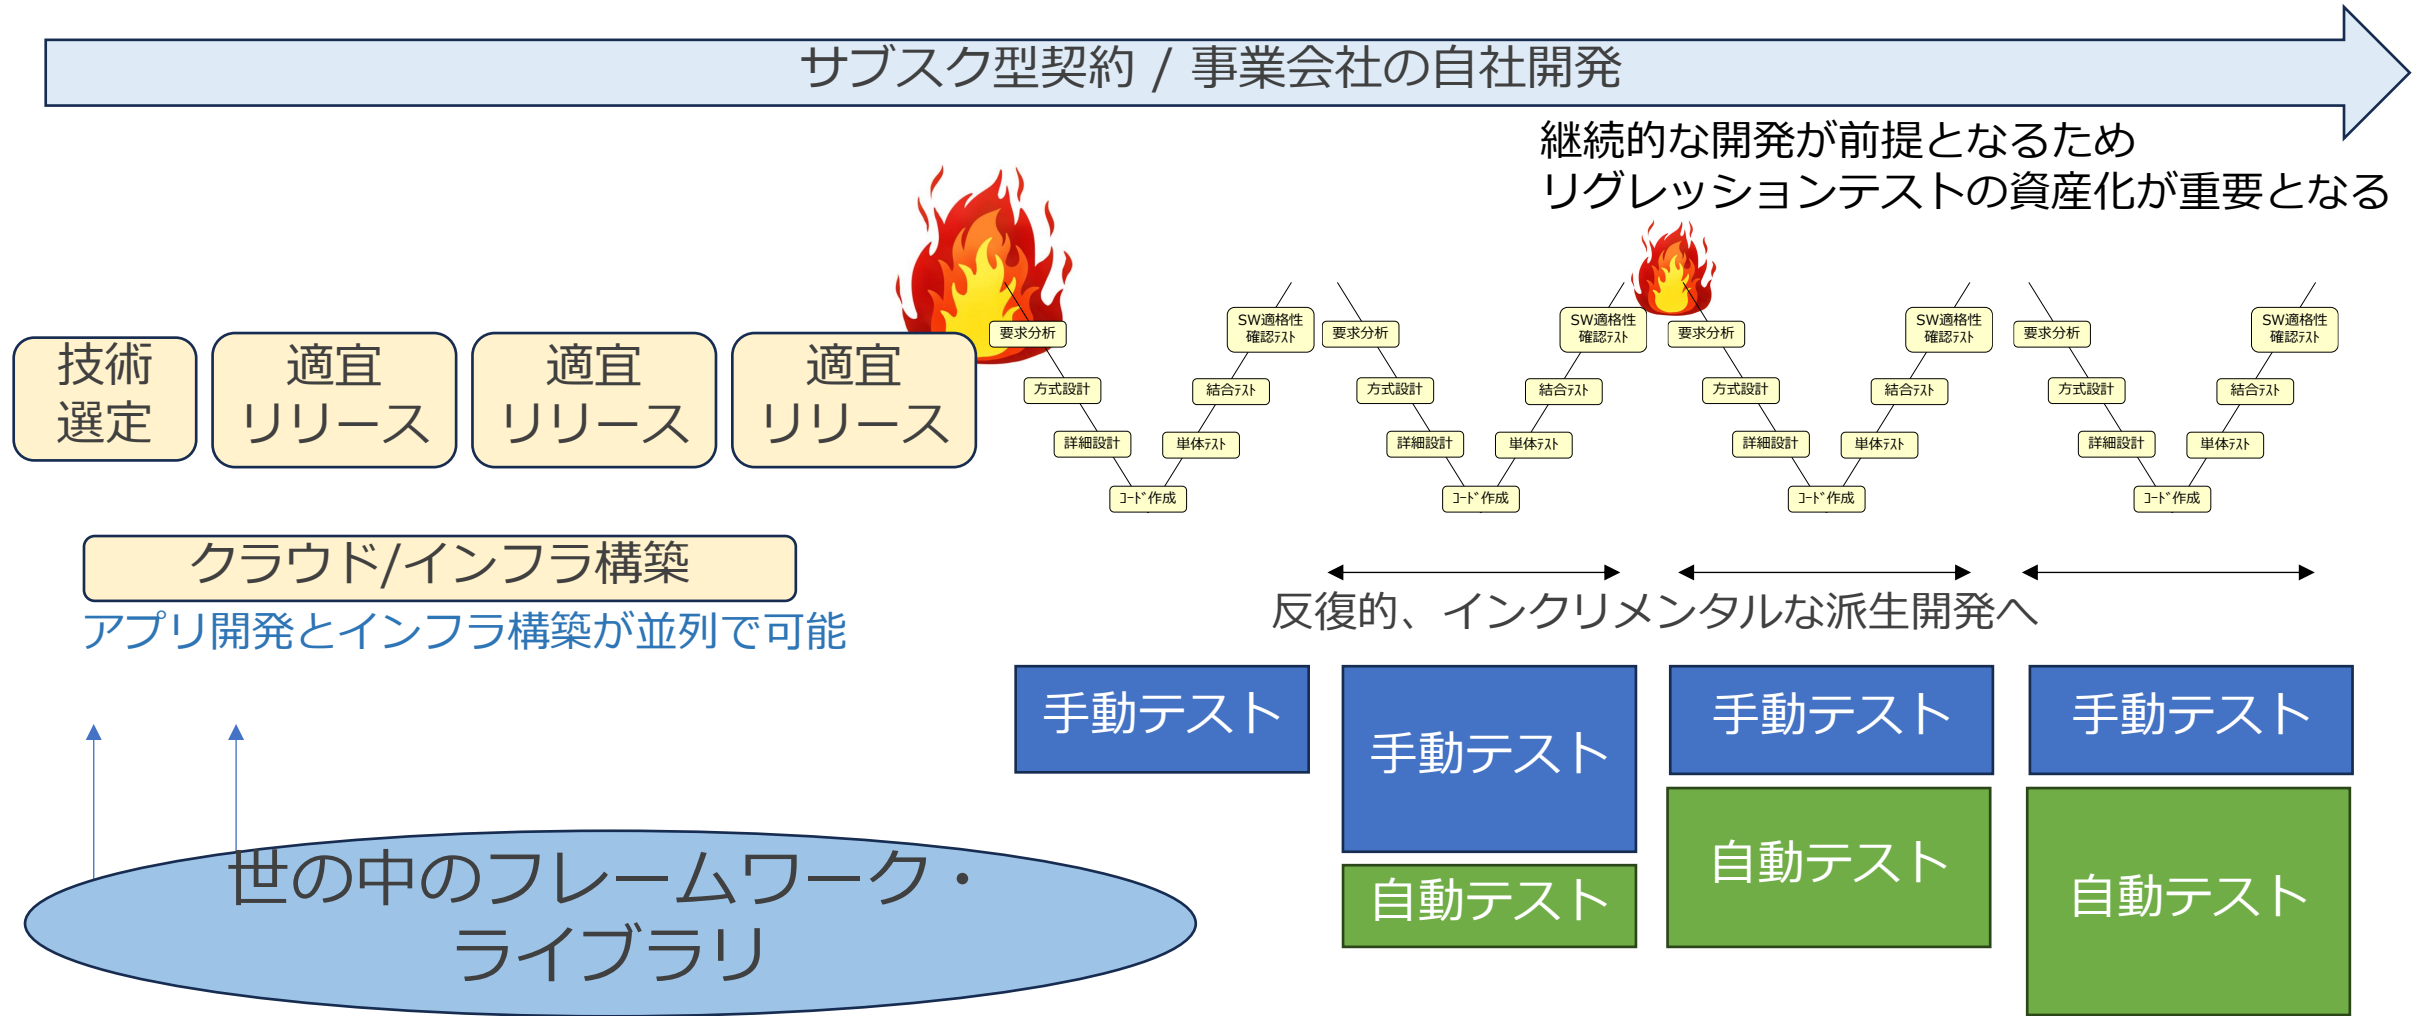 サブスク型契約 / 事業会社の自社開発
継続的な開発が前提となるため
リグレッションテストの資産化が重要となる
技術
選定
適宜
リリース
適宜
リリース
適宜
リリース
要求分析
方式設計
詳細設計
ｺｰﾄﾞ作成
単体ﾃｽﾄ
結合ﾃｽﾄ
SW適格性
確認ﾃｽﾄ
要求分析
方式設計
詳細設計
ｺｰﾄﾞ作成
単体ﾃｽﾄ
結合ﾃｽﾄ
SW適格性
確認ﾃｽﾄ
要求分析
方式設計
詳細設計
ｺｰﾄﾞ作成
単体ﾃｽﾄ
結合ﾃｽﾄ
SW適格性
確認ﾃｽﾄ
要求分析
方式設計
詳細設計
ｺｰﾄﾞ作成
単体ﾃｽﾄ
結合ﾃｽﾄ
SW適格性
確認ﾃｽﾄ
クラウド/インフラ構築
アプリ開発とインフラ構築が並列で可能
反復的、インクリメンタルな派生開発へ
手動テスト
手動テスト
自動テスト
手動テスト
自動テスト
手動テスト
自動テスト
世の中のフレームワーク・
ライブラリ